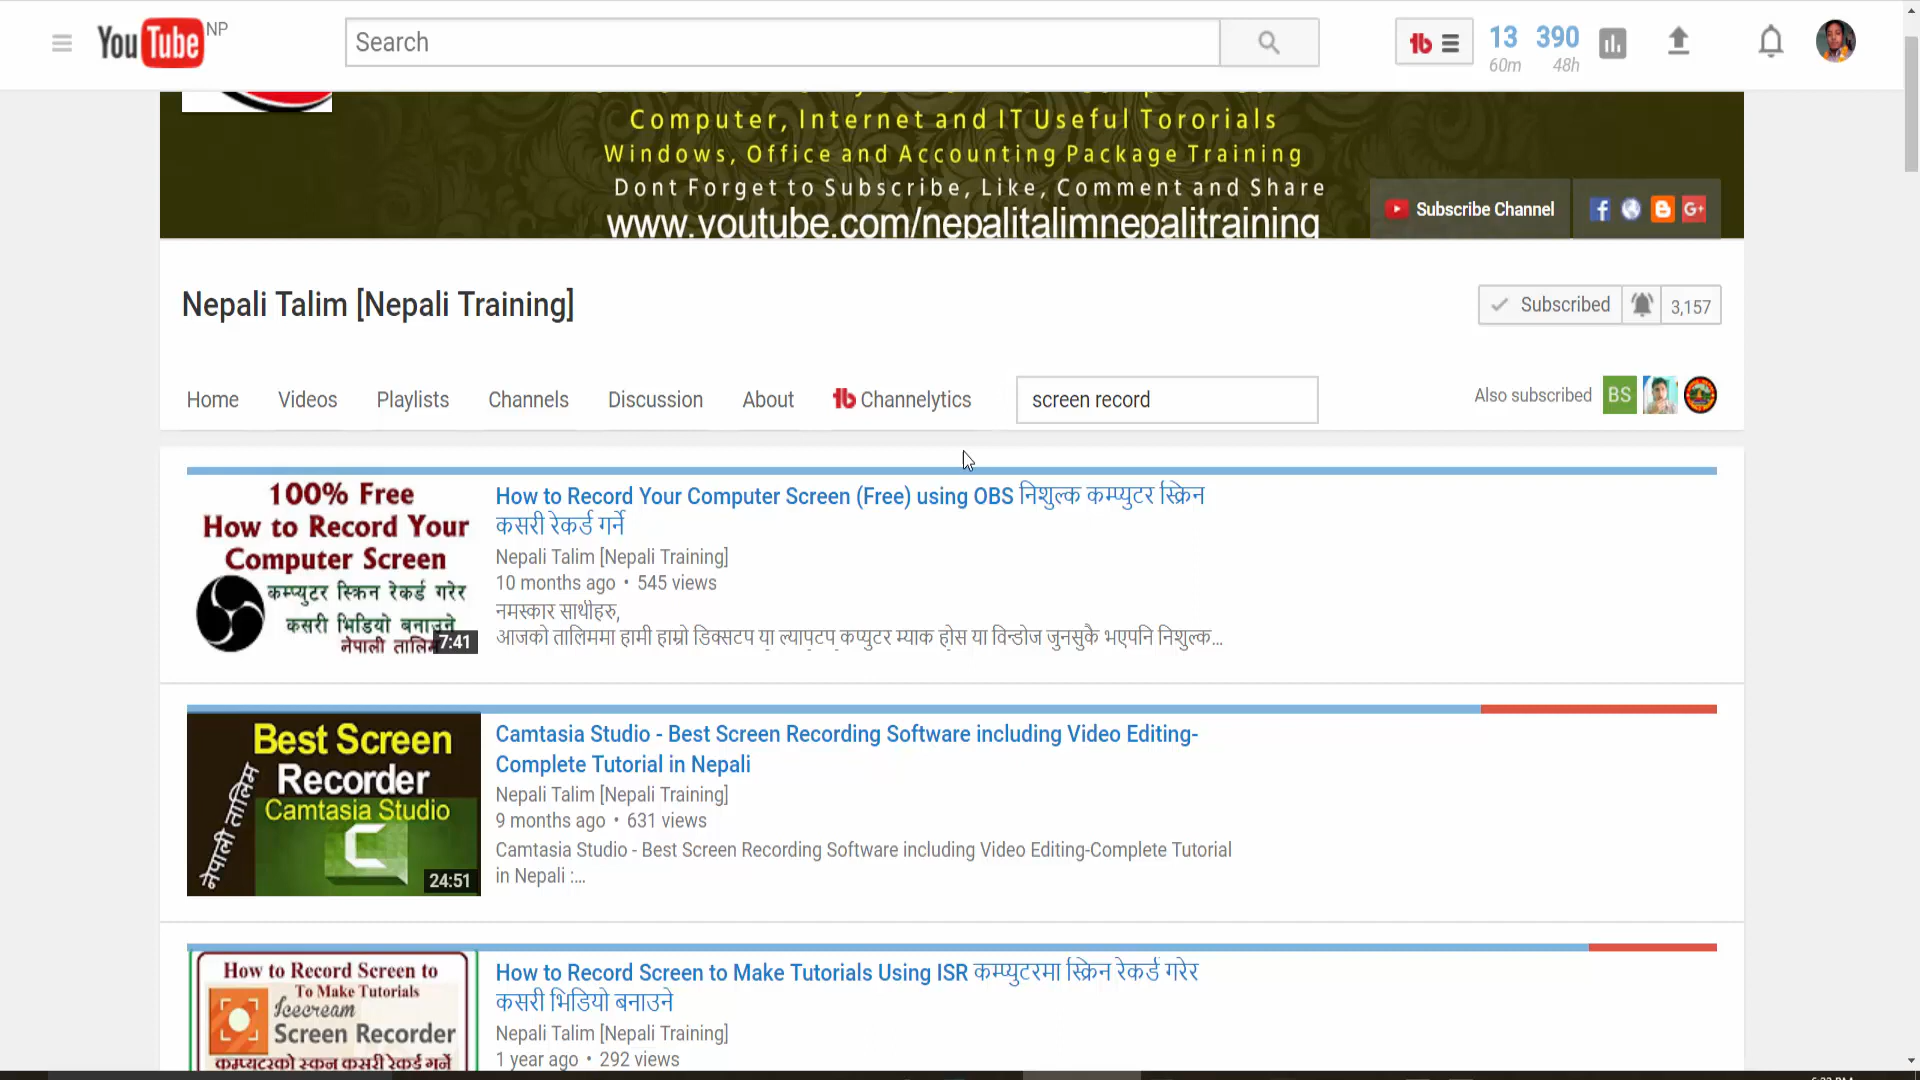 YouTube NP
Search
13 390
60m 48h
Computer, Internet and IT Useful Tororials
Windows, Office and Accounting Package Training
Dont Forget to Subscribe, Like, Comment and Share
www.youtube.com/nepalitalimnepalitraining
Subscribe Channel
Nepali Talim [Nepali Training]
Subscribed 3,157
Home Videos Playlists Channels Discussion About Channelytics screen record Also subscribed BS
100% Free
How to Record Your
Computer Screen
कम्प्युटर स्क्रिन रेकर्ड गरेर
कसरी भिडियो बनाउने
नेपाली तालिम
7:41
How to Record Your Computer Screen (Free) using OBS निशुल्क कम्प्युटर स्क्रिन
कसरी रेकर्ड गर्ने
Nepali Talim [Nepali Training]
10 months ago • 545 views
नमस्कार साथीहरु,
आजको तालिममा हामी हाम्रो डिक्सटप या ल्यापटप कप्युटर म्याक होस या विन्डोज जुनसुकै भएपनि निशुल्क...
Best Screen
Recorder
Camtasia Studio
नेपाली तालिम
24:51
Camtasia Studio - Best Screen Recording Software including Video Editing-
Complete Tutorial in Nepali
Nepali Talim [Nepali Training]
9 months ago • 631 views
Camtasia Studio - Best Screen Recording Software including Video Editing-Complete Tutorial
in Nepali :...
How to Record Screen to
To Make Tutorials
Icecream
Screen Recorder
How to Record Screen to Make Tutorials Using ISR कम्प्युटरमा स्क्रिन रेकर्ड गरेर
कसरी भिडियो बनाउने
Nepali Talim [Nepali Training]
1 year ago • 292 views